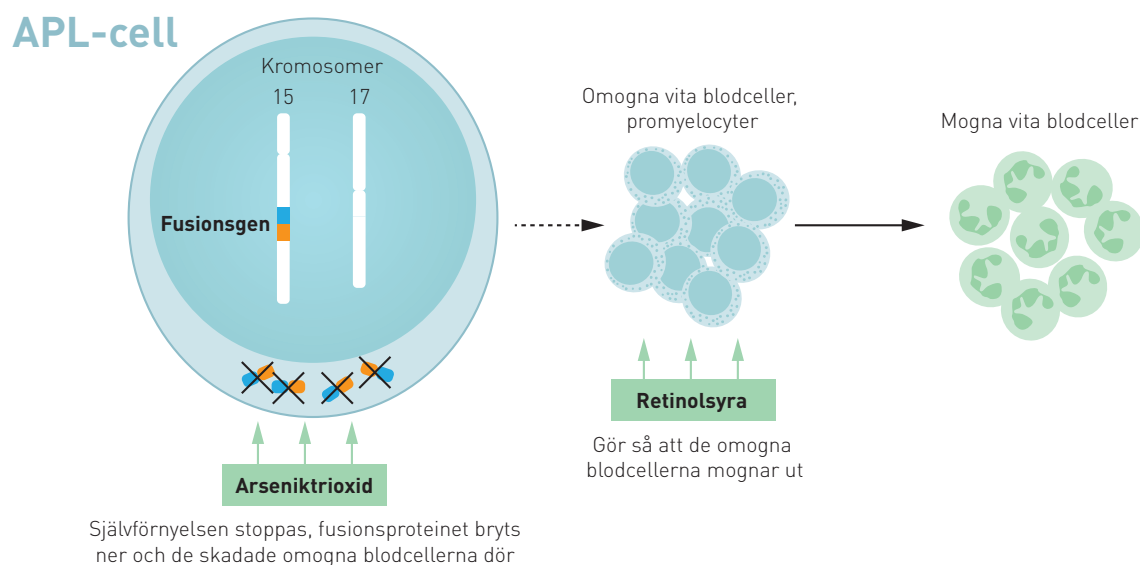 APL-cell
Kromosomer
15 17
Fusionsgen
Arseniktrioxid
Självförnyelsen stoppas, fusionsproteinet bryts
ner och de skadade omogna blodcellerna dör
Omogna vita blodceller,
promyelocyter
Retinolsyra
Gör så att de omogna
blodcellerna mognar ut
Mogna vita blodceller